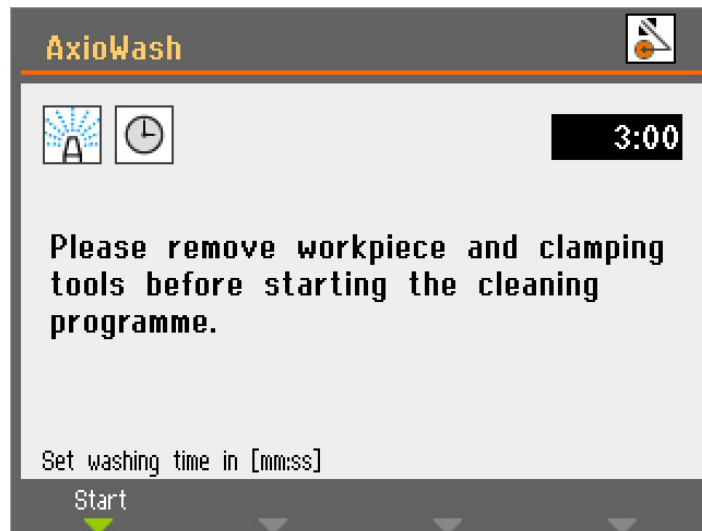 AxioWash
3:00
Please remove workpiece and clamping
tools before starting the cleaning
programme.
Set washing time in [mm:ss]
Start